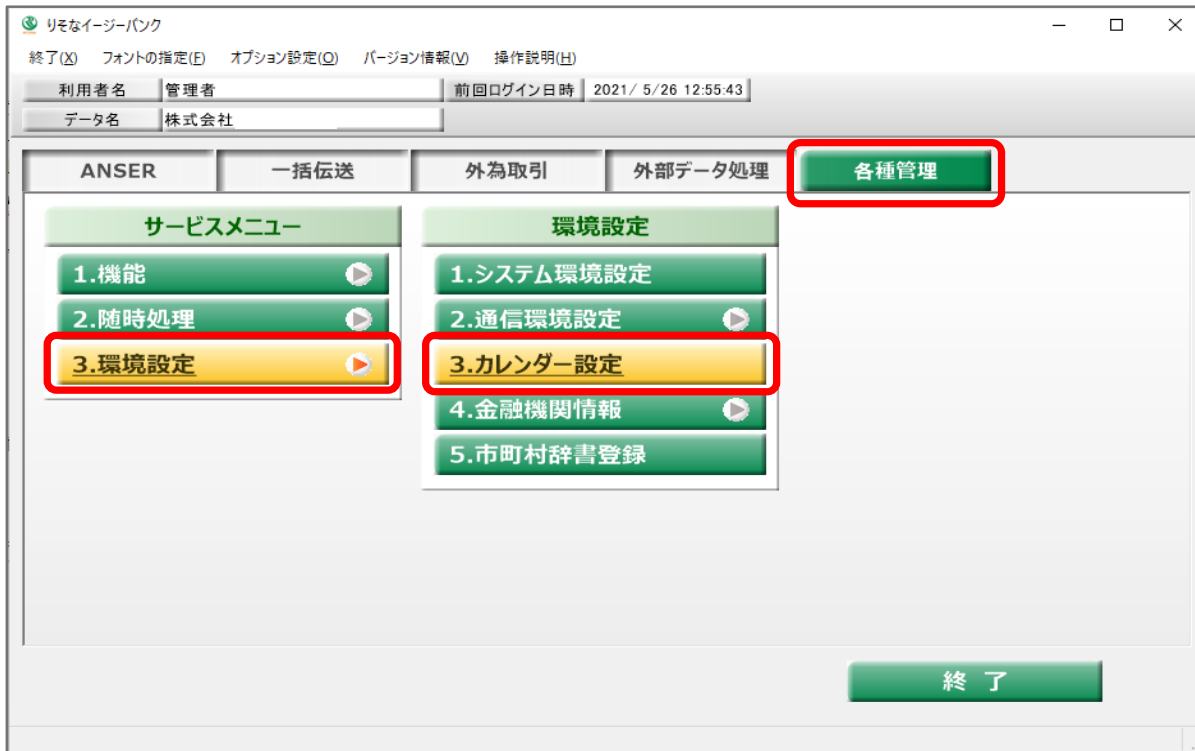 りそなイージーバンク
終了(X) フォントの指定(F) オプション設定(O) バージョン情報(V) 操作説明(H)
利用者名 管理者 前回ログイン日時 2021/ 5/26 12:55:43
データ名 株式会社
ANSER 一括伝送 外為取引 外部データ処理 各種管理
サービスメニュー 環境設定
1.機能 1.システム環境設定
2.随時処理 2.通信環境設定
3.環境設定 3.カレンダー設定
4.金融機関情報
5.市町村辞書登録
終 了